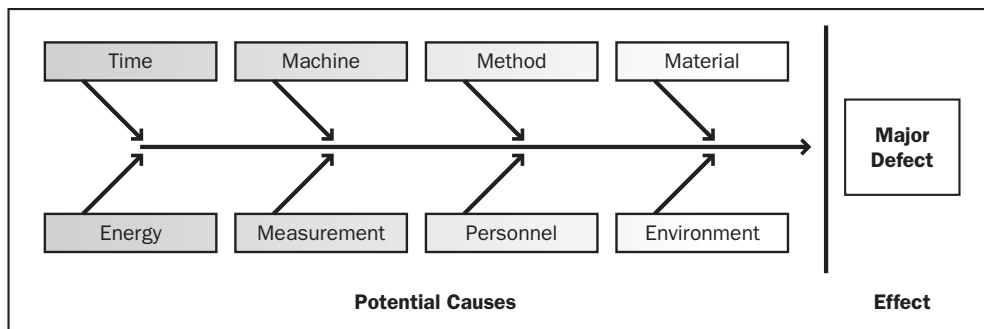 Time
Machine
Method
Material
Major
Defect
Energy
Measurement
Personnel
Environment
Potential Causes
Effect